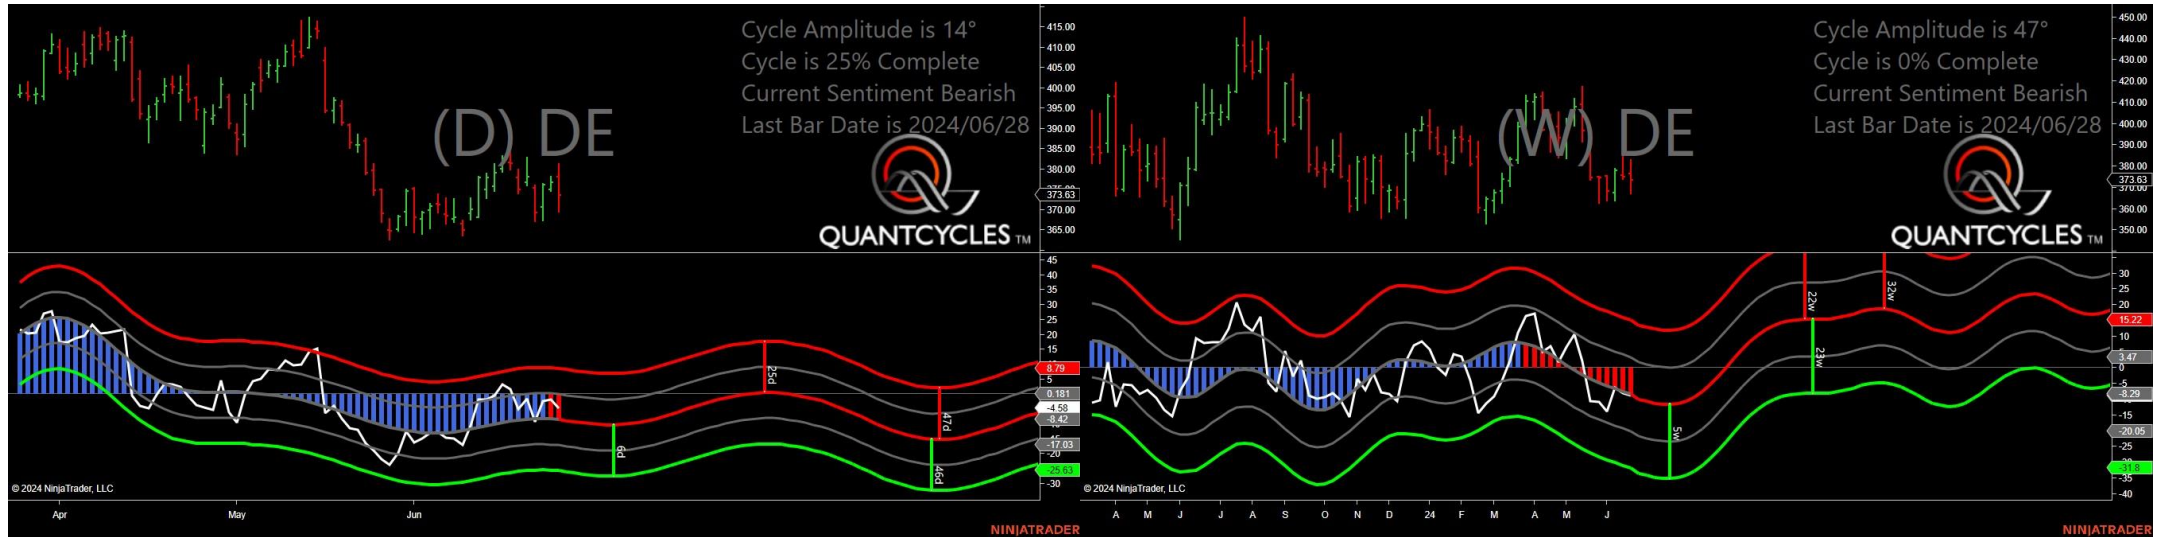 Cycle Amplitude is 14°
Cycle is 25% Complete
Current Sentiment Bearish
Last Bar Date is 2024/06/28
(D) DE
QUANTCYCLES TM
415.00
410.00
405.00
400.00
395.00
390.00
385.00
380.00
373.63
370.00
365.00
45
40
35
30
25
20
15
8.79
5
0.181
-4.58
-8.42
-17.03
-20
-25.63
-30
25d
47d
6d
46d
© 2024 NinjaTrader, LLC
Apr
May
Jun
NINJATRADER
Cycle Amplitude is 47°
Cycle is 0% Complete
Current Sentiment Bearish
Last Bar Date is 2024/06/28
(W) DE
QUANTCYCLES TM
450.00
440.00
430.00
420.00
410.00
400.00
390.00
380.00
373.63
370.00
360.00
350.00
30
25
20
15.22
5
3.47
0
-5
-8.29
-15
-20.05
-25
-31.8
-35
-40
22w
32w
23w
5w
© 2024 NinjaTrader, LLC
A M J J A S O N D 24 F M A M J
NINJATRADER